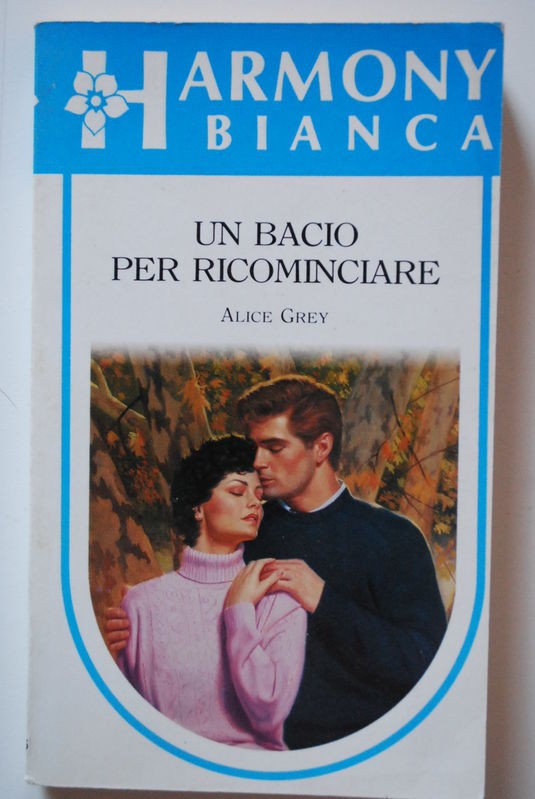 HARMONY
BIANCA
UN BACIO
PER RICOMINCIARE
ALICE GREY